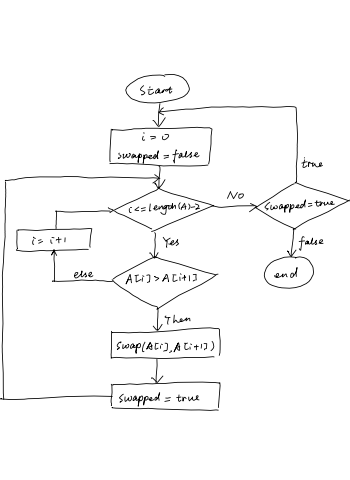 Start
i = 0
swapped = false
i <= length(A)-2
No
swapped = true
true
false
end
Yes
i = i+1
else
A[i] > A[i+1]
Then
swap(A[i], A[i+1])
swapped = true